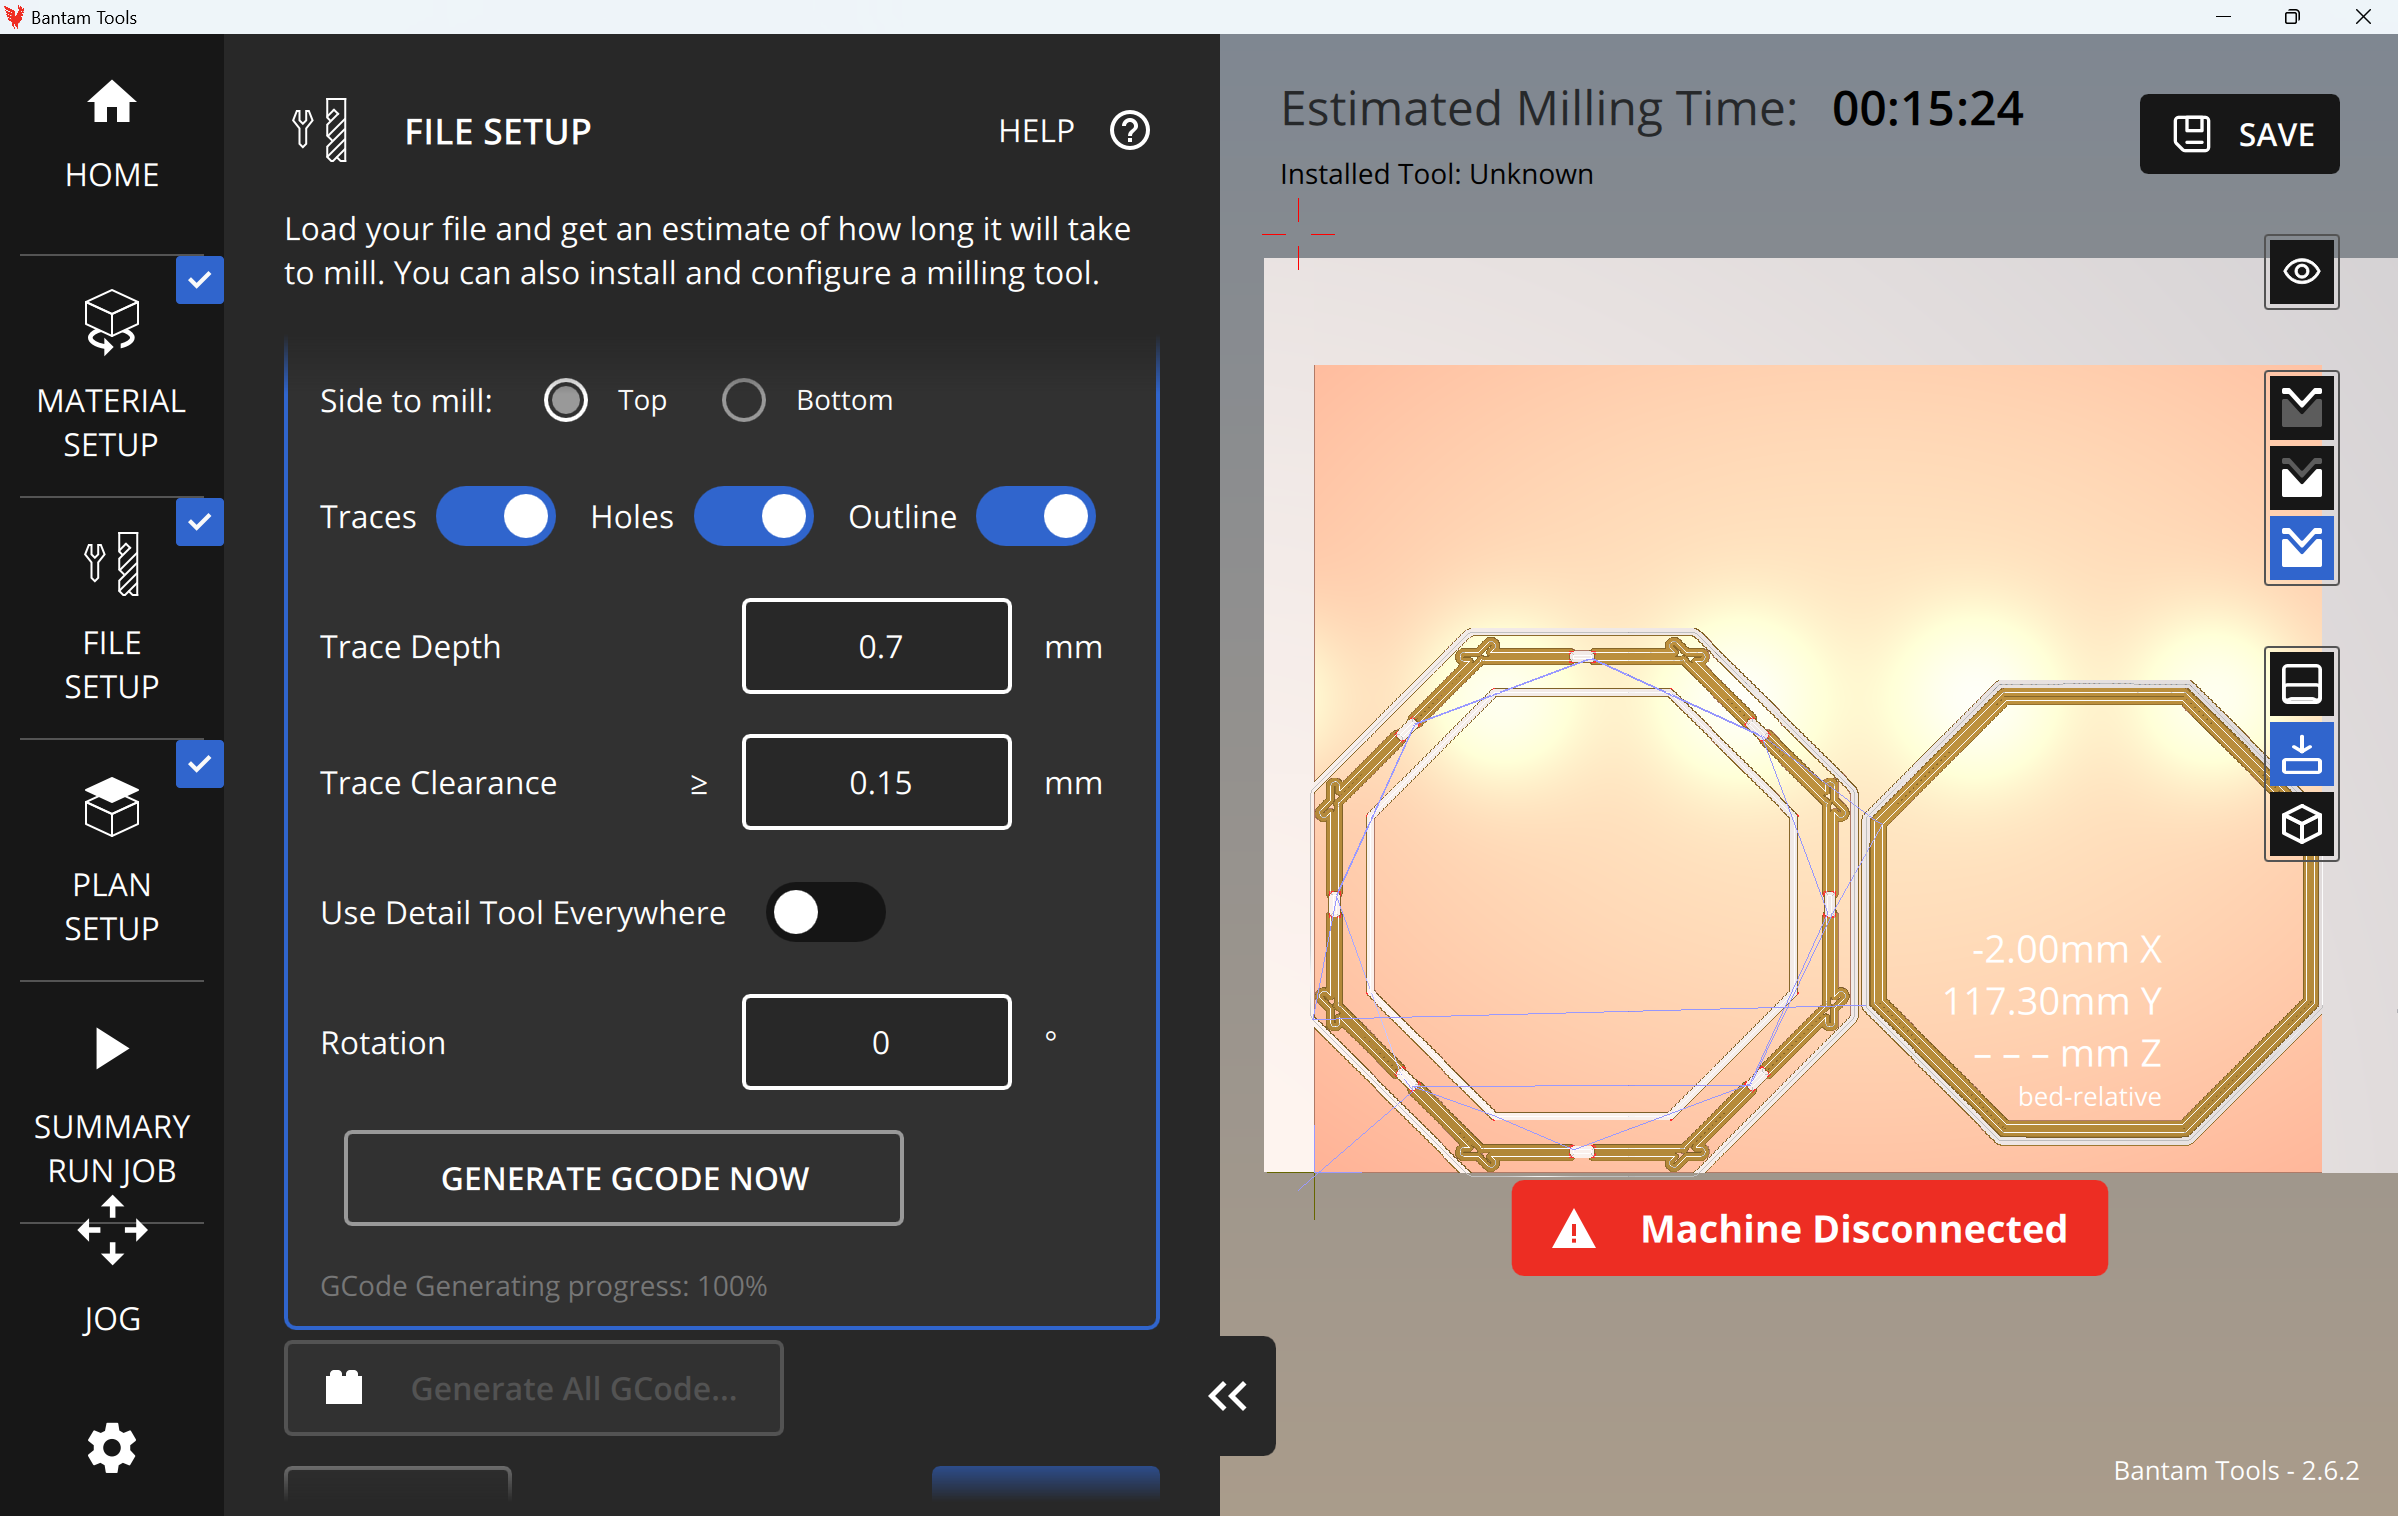 Bantam Tools
HOME
MATERIAL
SETUP
FILE
SETUP
PLAN
SETUP
SUMMARY
RUN JOB
JOG
FILE SETUP
HELP
Load your file and get an estimate of how long it will take
to mill. You can also install and configure a milling tool.
Side to mill: Top Bottom
Traces Holes Outline
Trace Depth 0.7 mm
Trace Clearance ≥ 0.15 mm
Use Detail Tool Everywhere
Rotation 0 °
GENERATE GCODE NOW
GCode Generating progress: 100%
Generate All GCode...
Estimated Milling Time: 00:15:24
Installed Tool: Unknown
SAVE
-2.00mm X
117.30mm Y
– – – mm Z
bed-relative
Machine Disconnected
Bantam Tools - 2.6.2